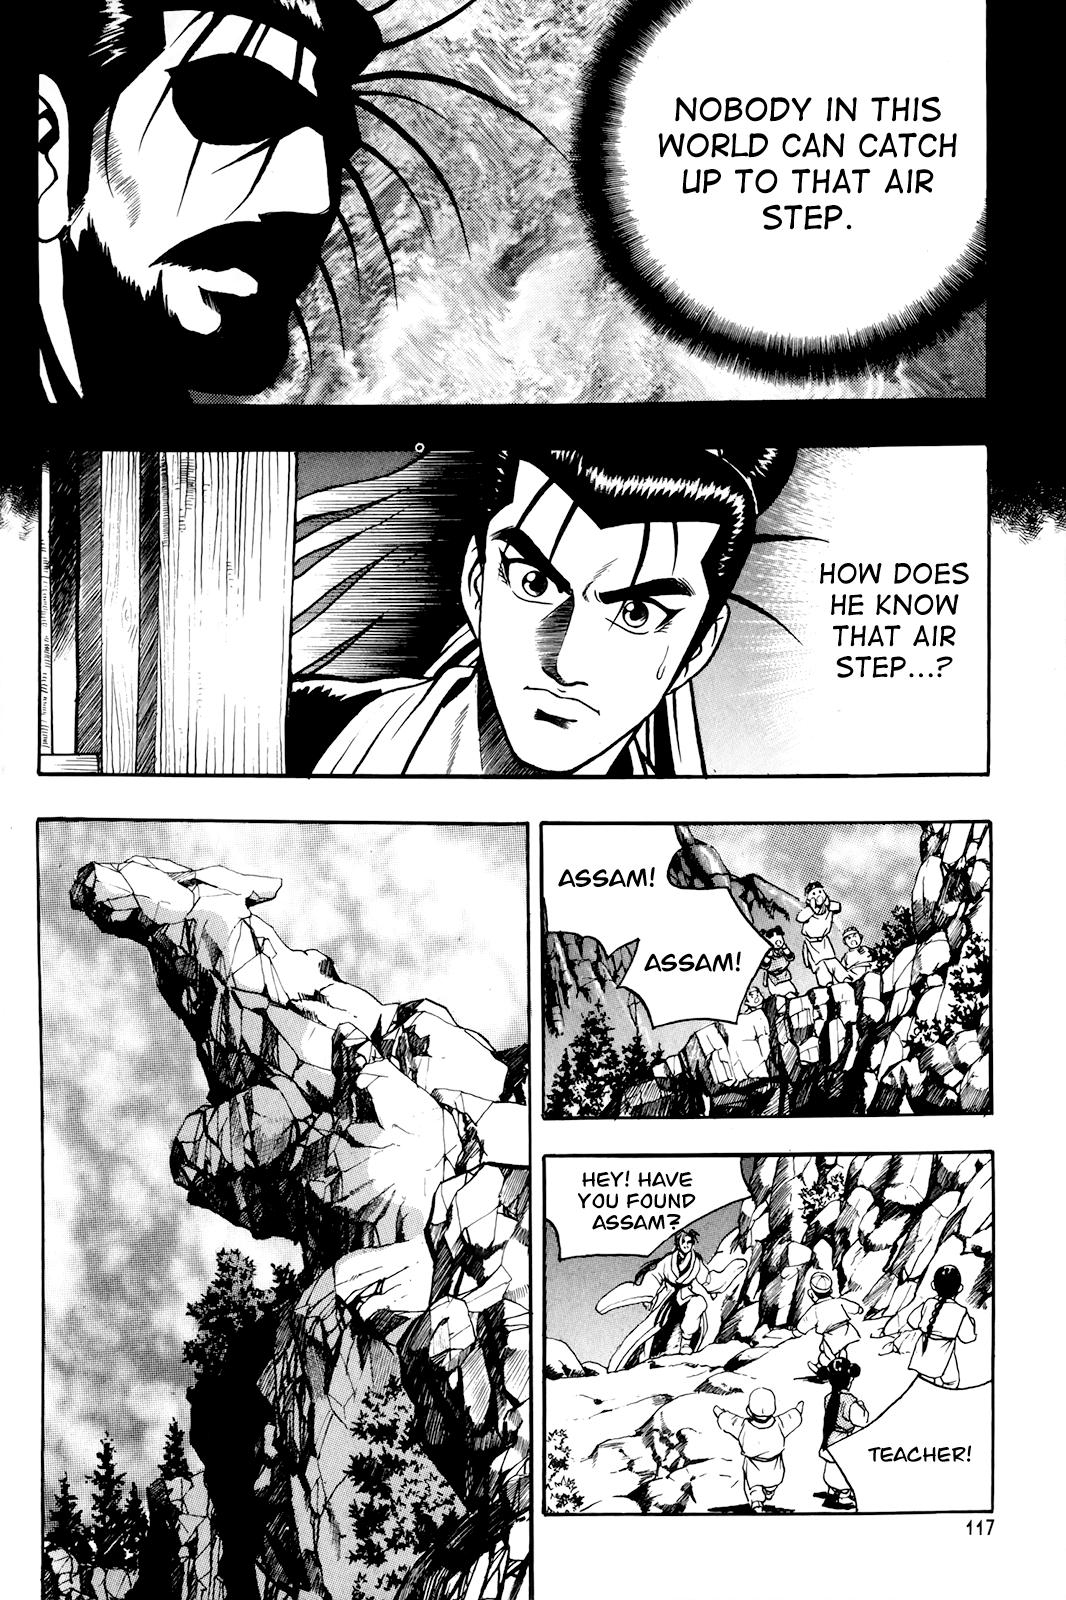 NOBODY IN THIS
WORLD CAN CATCH
UP TO THAT AIR
STEP.
HOW DOES
HE KNOW
THAT AIR
STEP...?
ASSAM!
ASSAM!
HEY! HAVE
YOU FOUND
ASSAM?
TEACHER!
117